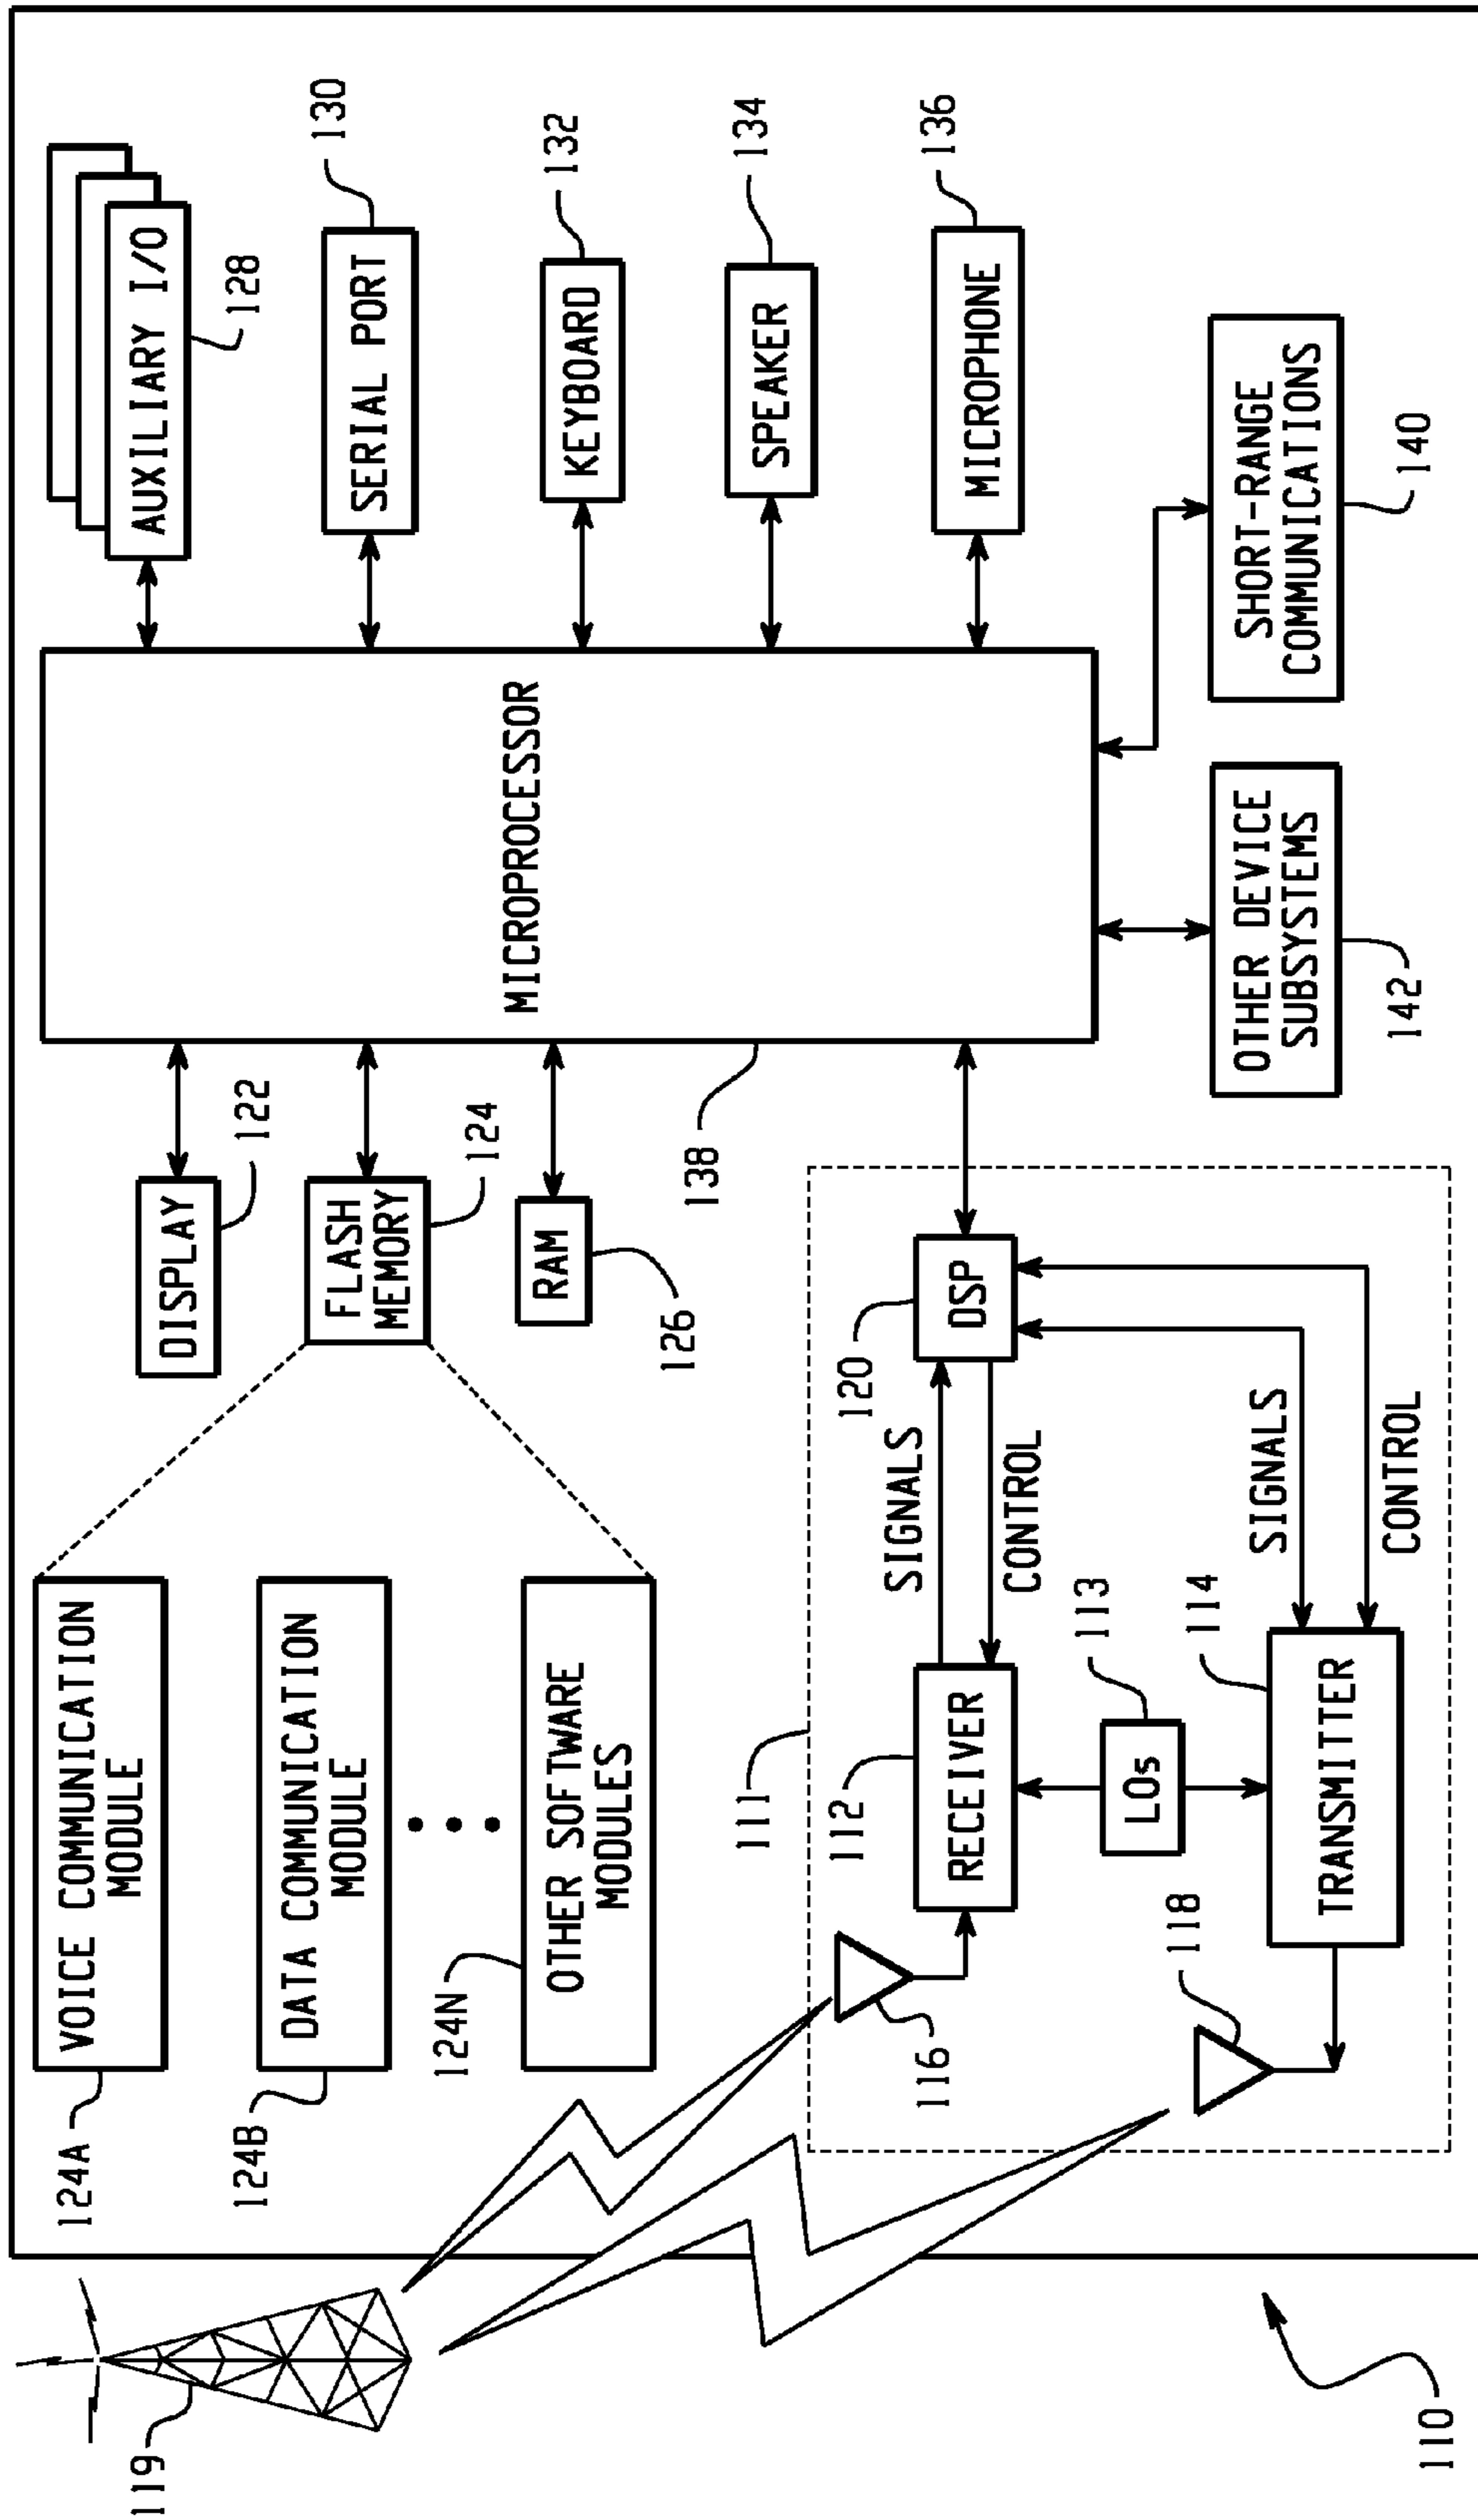 119
110
124A
VOICE COMMUNICATION
MODULE
124B
DATA COMMUNICATION
MODULE
124N
OTHER SOFTWARE
MODULES
DISPLAY
122
FLASH
MEMORY
124
RAM
126
138
MICROPROCESSOR
AUXILIARY I/O
128
SERIAL PORT
130
KEYBOARD
132
SPEAKER
134
MICROPHONE
136
SHORT-RANGE
COMMUNICATIONS
140
OTHER DEVICE
SUBSYSTEMS
142
111
116
112
RECEIVER
SIGNALS
CONTROL
120
DSP
113
LOs
118
114
TRANSMITTER
SIGNALS
CONTROL